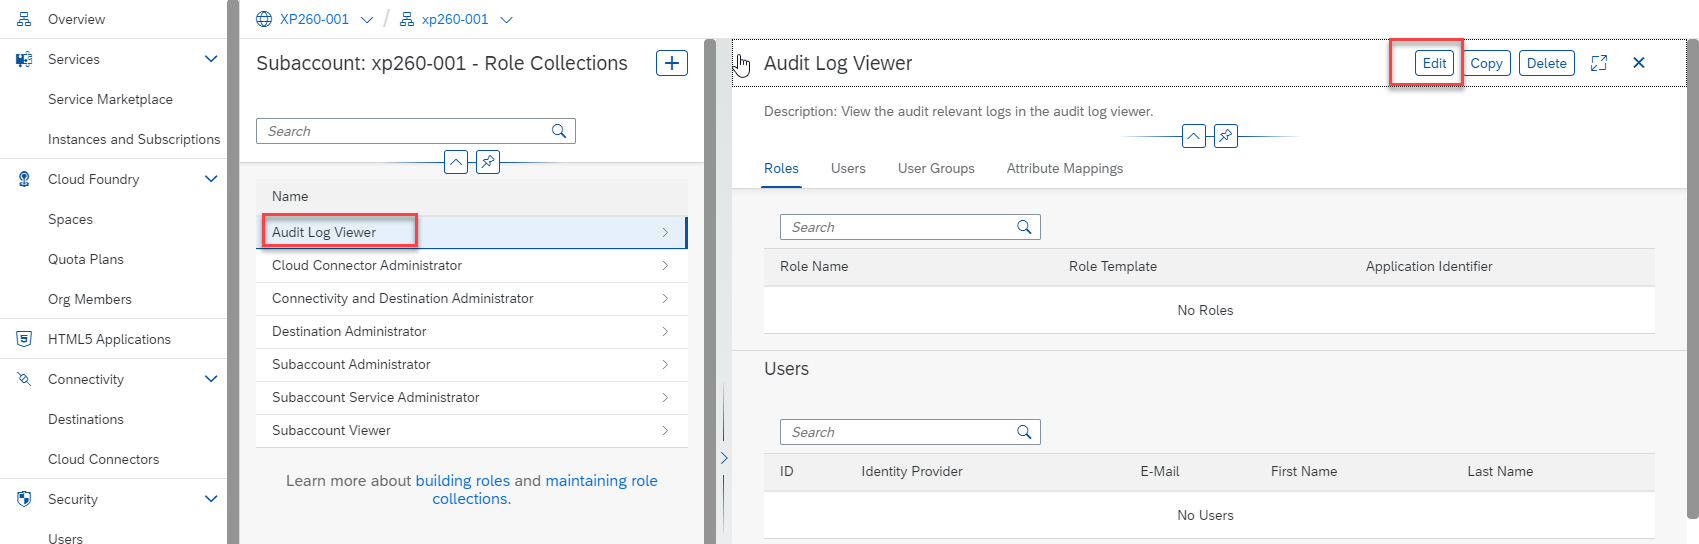 Overview
Services
Service Marketplace
Instances and Subscriptions
Cloud Foundry
Spaces
Quota Plans
Org Members
HTML5 Applications
Connectivity
Destinations
Cloud Connectors
Security
Users
XP260-001 / xp260-001
Subaccount: xp260-001 - Role Collections
Search
Name
Audit Log Viewer
Cloud Connector Administrator
Connectivity and Destination Administrator
Destination Administrator
Subaccount Administrator
Subaccount Service Administrator
Subaccount Viewer
Learn more about building roles and maintaining role
collections.
Audit Log Viewer Edit Copy Delete
Description: View the audit relevant logs in the audit log viewer.
Roles Users User Groups Attribute Mappings
Search
Role Name Role Template Application Identifier
No Roles
Users
Search
ID Identity Provider E-Mail First Name Last Name
No Users